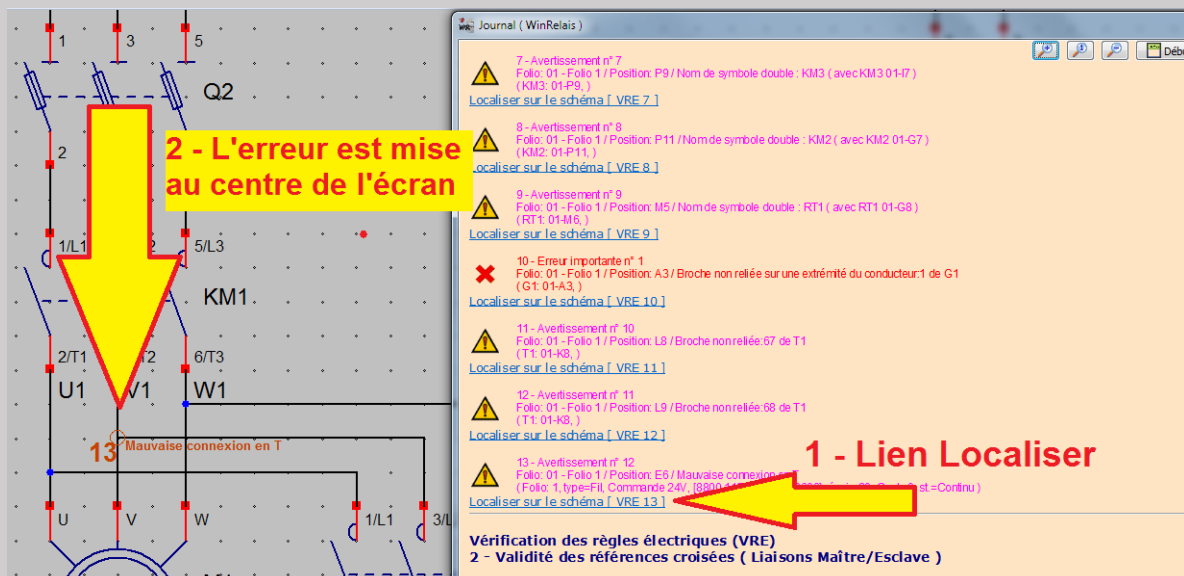 1
3
5
Q2
2
2 - L'erreur est mise
au centre de l'écran
1/L1
2
5/L3
KM1
2/T1
T2
6/T3
U1
V1
W1
13
Mauvaise connexion en T
U
V
W
1/L1
3/L
Journal ( WinRelais )
Débu
7 - Avertissement n° 7
Folio: 01 - Folio 1 / Position: P9 / Nom de symbole double : KM3 ( avec KM3 01-I7 )
( KM3: 01-P9, )
Localiser sur le schéma [ VRE 7 ]
8 - Avertissement n° 8
Folio: 01 - Folio 1 / Position: P11 / Nom de symbole double : KM2 ( avec KM2 01-G7 )
( KM2: 01-P11, )
Localiser sur le schéma [ VRE 8 ]
9 - Avertissement n° 9
Folio: 01 - Folio 1 / Position: M5 / Nom de symbole double : RT1 ( avec RT1 01-G8 )
( RT1: 01-M6, )
Localiser sur le schéma [ VRE 9 ]
10 - Erreur importante n° 1
Folio: 01 - Folio 1 / Position: A3 / Broche non reliée sur une extrémité du conducteur:1 de G1
( G1: 01-A3, )
Localiser sur le schéma [ VRE 10 ]
11 - Avertissement n° 10
Folio: 01 - Folio 1 / Position: L8 / Broche non reliée:67 de T1
( T1: 01-K8, )
Localiser sur le schéma [ VRE 11 ]
12 - Avertissement n° 11
Folio: 01 - Folio 1 / Position: L9 / Broche non reliée:68 de T1
( T1: 01-K8, )
Localiser sur le schéma [ VRE 12 ]
1 - Lien Localiser
13 - Avertissement n° 12
Folio: 01 - Folio 1 / Position: E6 / Mauvaise connexion en T
( Folio: 1, type=Fil, Commande 24V, st.=Continu )
Localiser sur le schéma [ VRE 13 ]
Vérification des règles électriques (VRE)
2 - Validité des références croisées ( Liaisons Maître/Esclave )